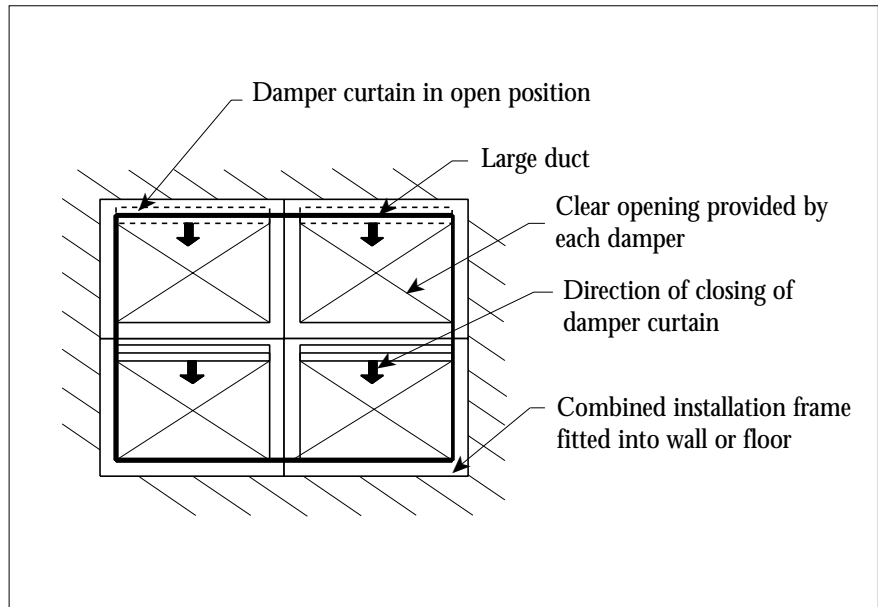 Damper curtain in open position
Large duct
Clear opening provided by
each damper
Direction of closing of
damper curtain
Combined installation frame
fitted into wall or floor